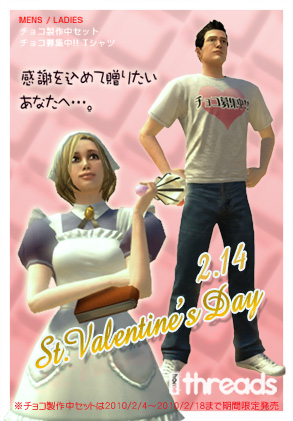 MENS / LADIES
チョコ製作中セット
チョコ募集中!! Tシャツ
感謝を込めて贈りたい
あなたへ・・・。
チョコ募集中!!
2.14
St.Valentine's Day
threads
※チョコ製作中セットは2010/2/4～2010/2/18まで期間限定発売